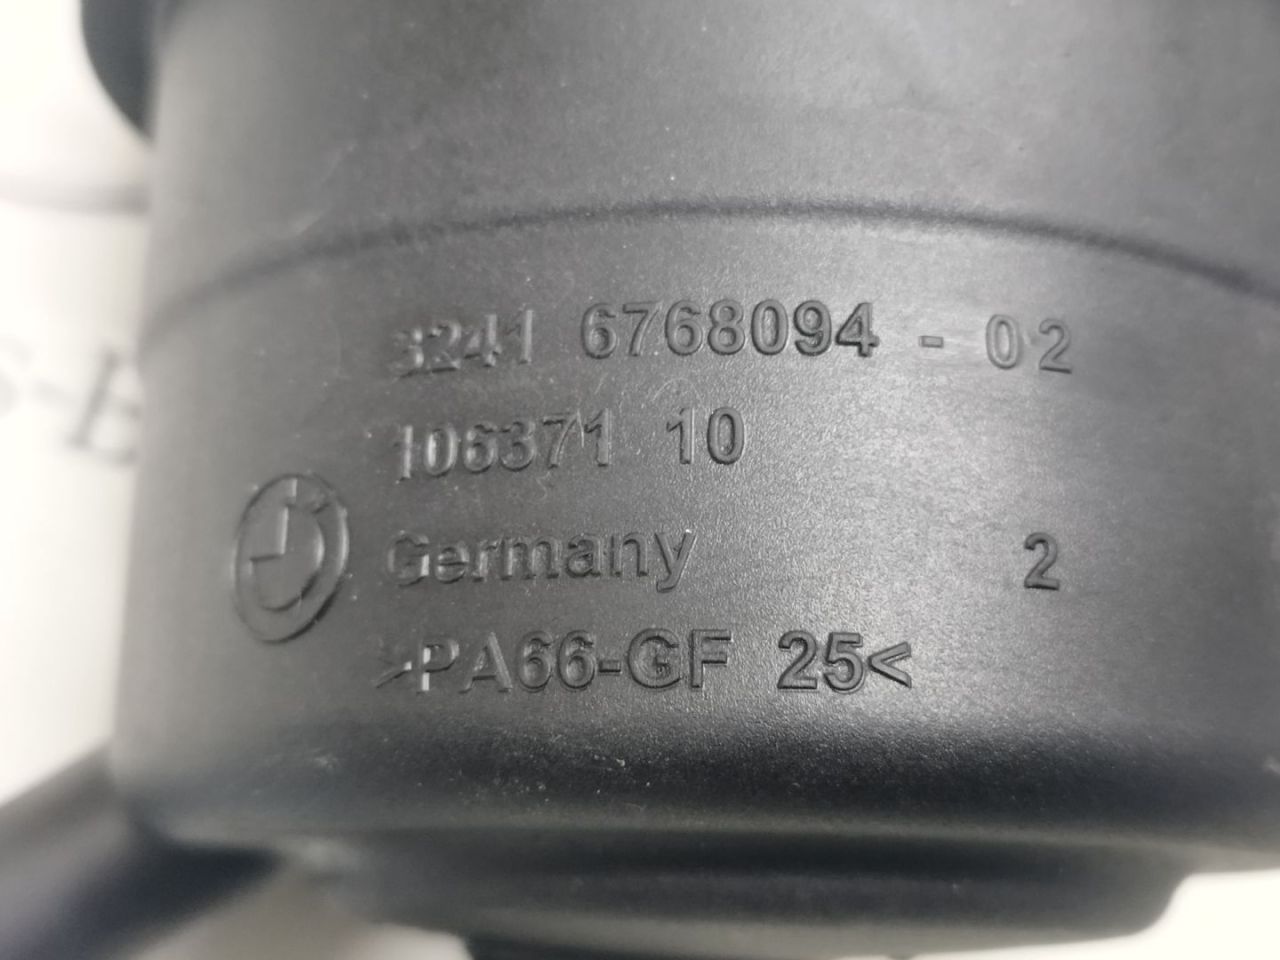 3241 6768094 - 02
106371 10
Germany 2
>PA66-GF 25<